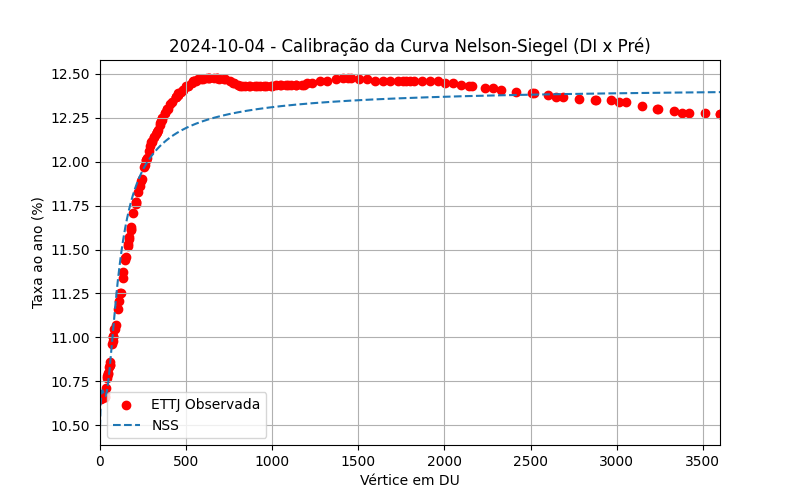 2024-10-04 - Calibração da Curva Nelson-Siegel (DI x Pré)
Taxa ao ano (%)
12.50
12.25
12.00
11.75
11.50
11.25
11.00
10.75
10.50
ETTJ Observada
NSS
0 500 1000 1500 2000 2500 3000 3500
Vértice em DU